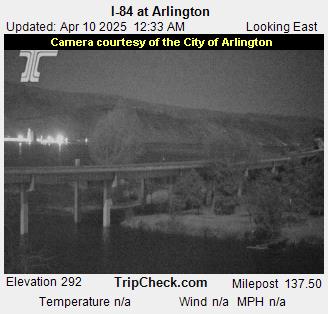 I-84 at Arlington
Updated: Apr 10 2025 12:33 AM Looking East
Camera courtesy of the City of Arlington
Elevation 292 TripCheck.com Milepost 137.50
Temperature n/a Wind n/a MPH n/a